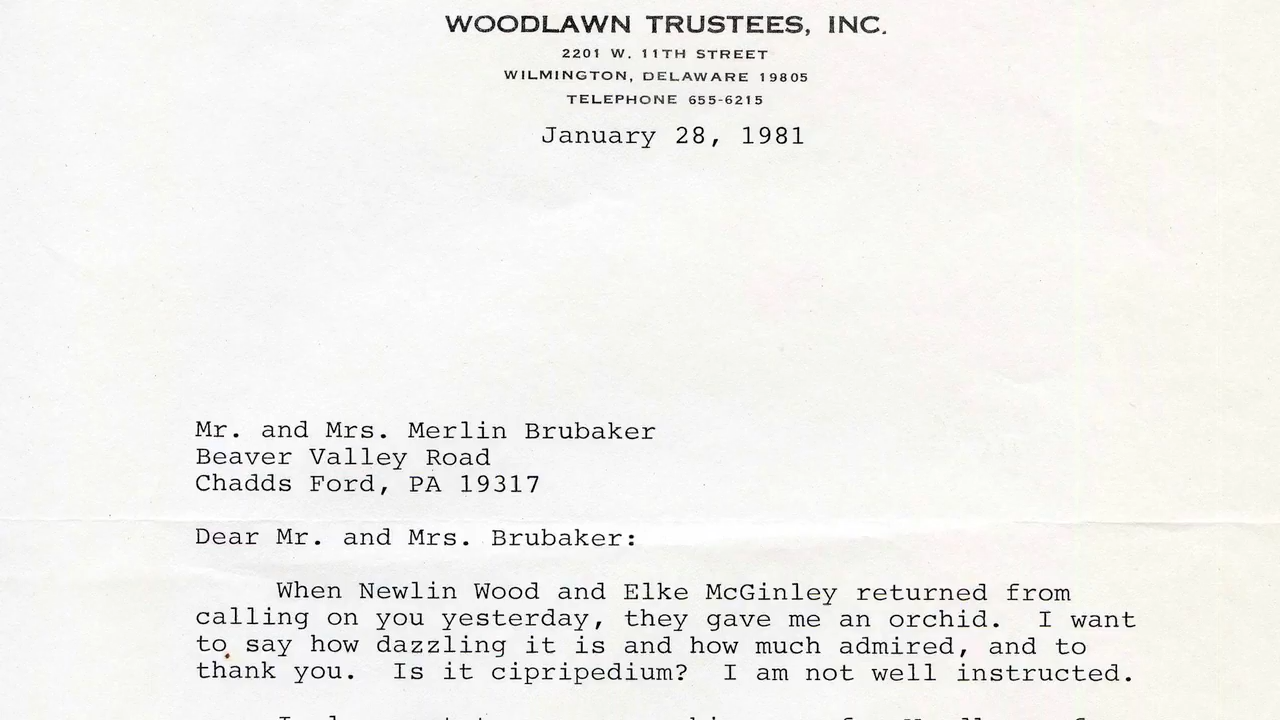 WOODLAWN TRUSTEES, INC.
2201 W. 11TH STREET
WILMINGTON, DELAWARE 19805
TELEPHONE 655-6215
January 28, 1981
Mr. and Mrs. Merlin Brubaker
Beaver Valley Road
Chadds Ford, PA 19317
Dear Mr. and Mrs. Brubaker:
When Newlin Wood and Elke McGinley returned from
calling on you yesterday, they gave me an orchid. I want
to say how dazzling it is and how much admired, and to
thank you. Is it cipripedium? I am not well instructed.